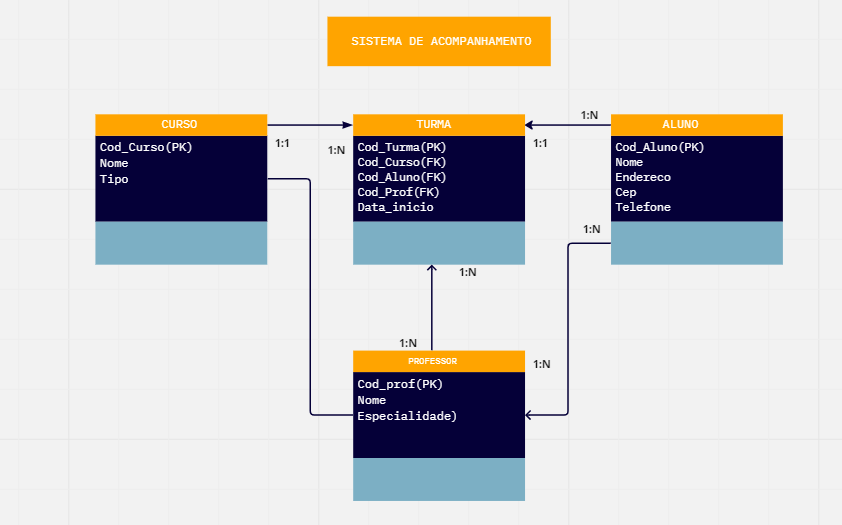 SISTEMA DE ACOMPANHAMENTO
CURSO
Cod_Curso(PK)
Nome
Tipo
1:1
1:N
TURMA
Cod_Turma(PK)
Cod_Curso(FK)
Cod_Aluno(FK)
Cod_Prof(FK)
Data_inicio
1:N
1:1
ALUNO
Cod_Aluno(PK)
Nome
Endereco
Cep
Telefone
1:N
1:N
1:N
1:N
PROFESSOR
Cod_prof(PK)
Nome
Especialidade)